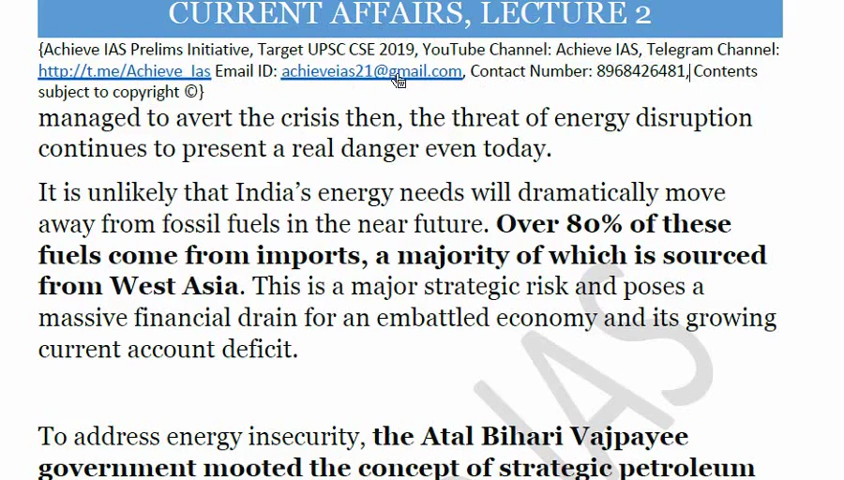 CURRENT AFFAIRS, LECTURE 2
{Achieve IAS Prelims Initiative, Target UPSC CSE 2019, YouTube Channel: Achieve IAS, Telegram Channel:
http://t.me/Achieve_Ias Email ID: achieveias21@gmail.com, Contact Number: 8968426481, Contents
subject to copyright ©}
managed to avert the crisis then, the threat of energy disruption
continues to present a real danger even today.
It is unlikely that India’s energy needs will dramatically move
away from fossil fuels in the near future. Over 80% of these
fuels come from imports, a majority of which is sourced
from West Asia. This is a major strategic risk and poses a
massive financial drain for an embattled economy and its growing
current account deficit.
To address energy insecurity, the Atal Bihari Vajpayee
government mooted the concept of strategic petroleum
IAS